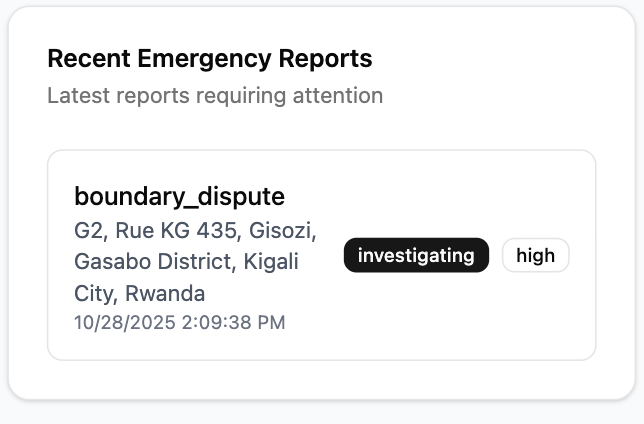 Recent Emergency Reports
Latest reports requiring attention
boundary_dispute
G2, Rue KG 435, Gisozi,
Gasabo District, Kigali
City, Rwanda
10/28/2025 2:09:38 PM
investigating
high